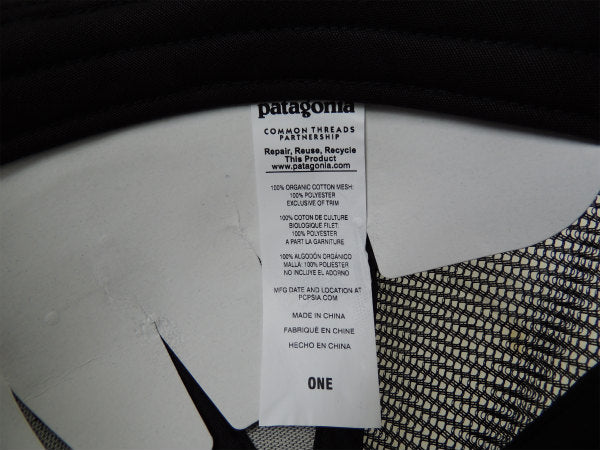 patagonia
COMMON THREADS
PARTNERSHIP
Repair, Reuse, Recycle
This Product
www.patagonia.com
100% ORGANIC COTTON MESH:
100% POLYESTER
EXCLUSIVE OF TRIM
100% COTON DE CULTURE
BIOLOGIQUE FILET:
100% POLYESTER
A PART LA GARNITURE
100% ALGODÓN ORGÁNICO
MALLA: 100% POLIESTER
NO INCLUYE EL ADORNO
MFG DATE AND LOCATION AT
PCPSIA COM
MADE IN CHINA
FABRIQUÉ EN CHINE
HECHO EN CHINA
ONE